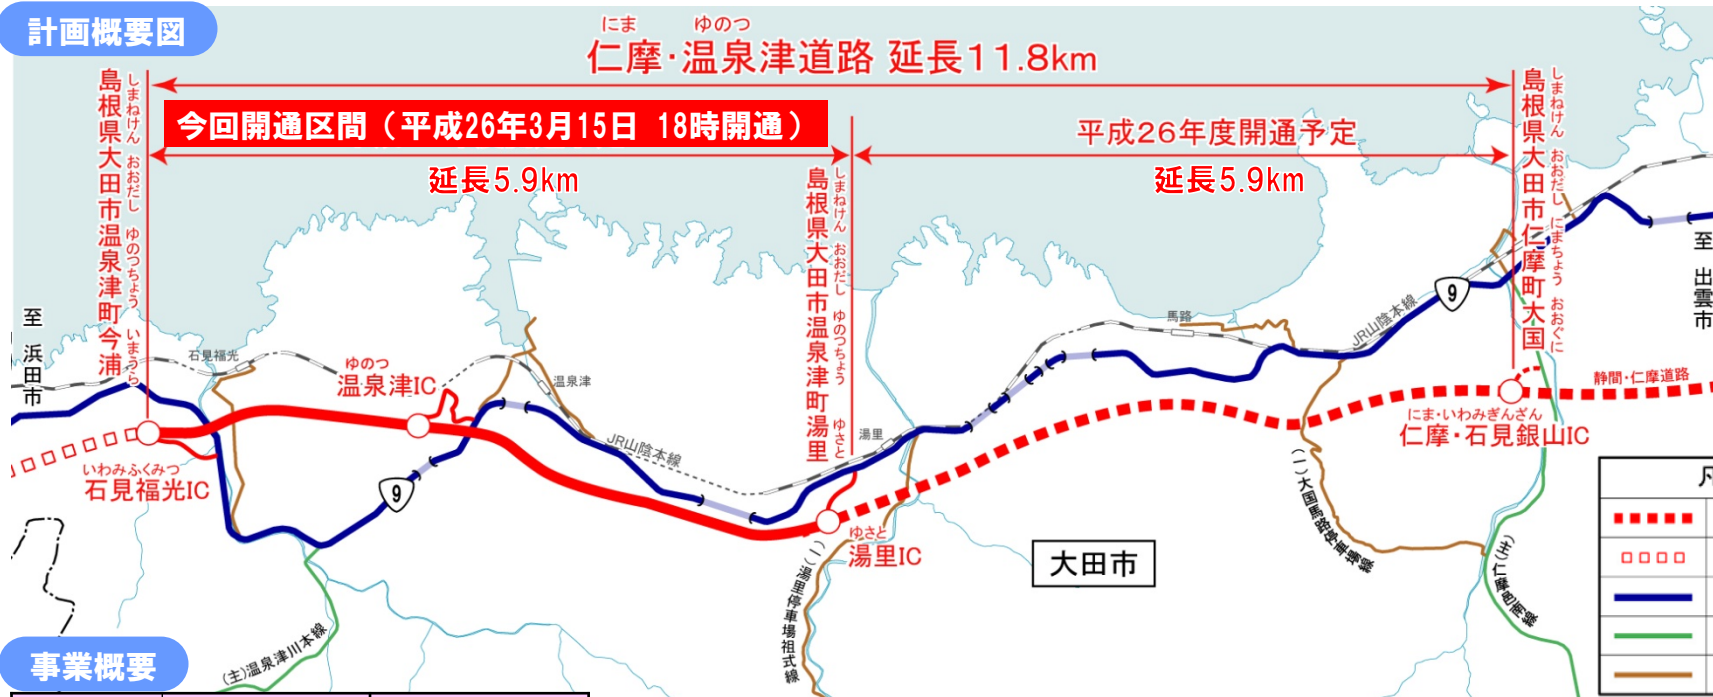 計画概要図
にま ゆのつ
仁摩・温泉津道路 延長11.8km
今回開通区間（平成26年3月15日 18時開通）
延長5.9km
平成26年度開通予定
延長5.9km
島根県大田市温泉津町今浦
しまねけん おおだし ゆのつちょう いまうら
島根県大田市温泉津町湯里
しまねけん おおだし ゆのつちょう ゆさと
島根県大田市仁摩町大国
しまねけん おおだし にまちょう おおぐに
至 浜田市
至 出雲市
石見福光
ゆのつ
温泉津IC
温泉津
JR山陰本線
湯里
馬路
JR山陰本線
9
9
静間・仁摩道路
にま・いわみぎんざん
仁摩・石見銀山IC
いわみふくみつ
石見福光IC
ゆさと
湯里IC
大田市
(一)大国馬路停車場線
(主)仁摩邑南線
(一)湯里停車場祖式線
(主)温泉津川本線
事業概要